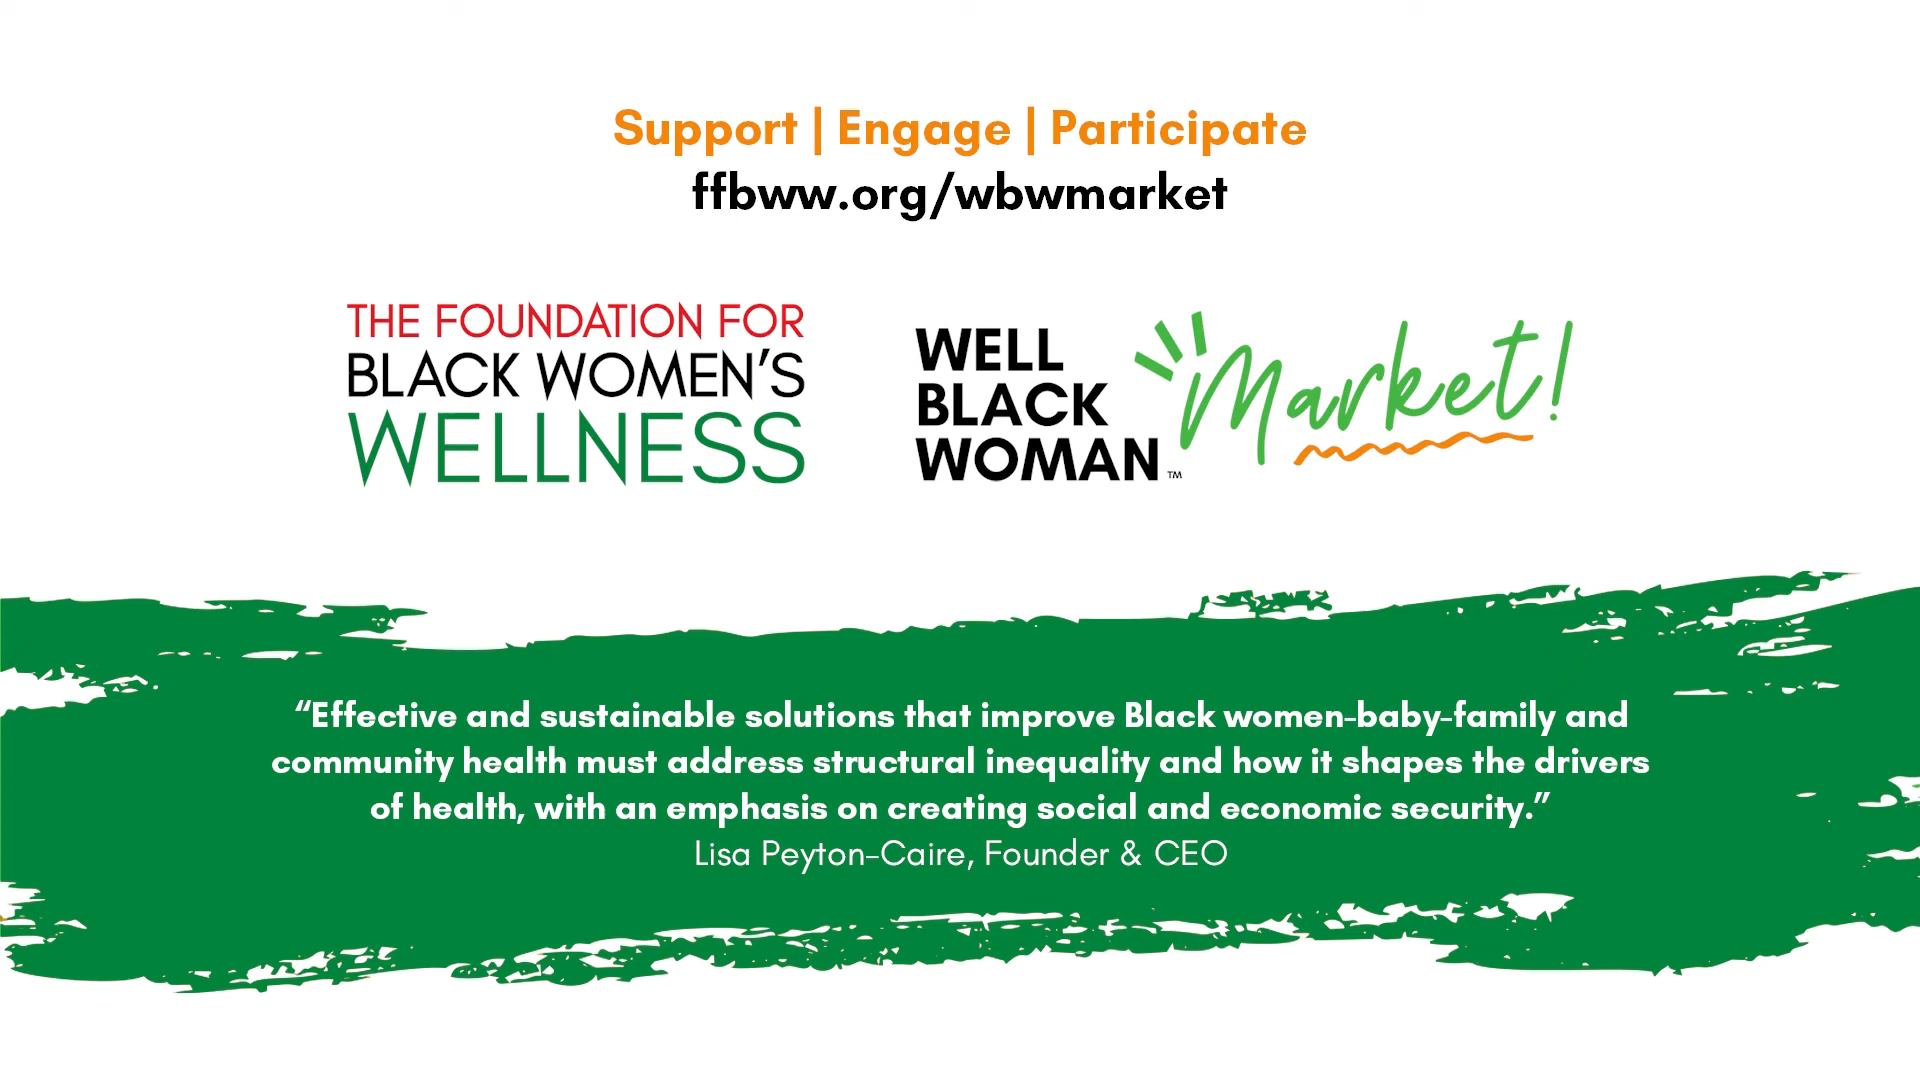 Support | Engage | Participate
ffbww.org/wbwmarket
THE FOUNDATION FOR
BLACK WOMEN'S
WELLNESS
WELL
BLACK
WOMAN™
Market!
“Effective and sustainable solutions that improve Black women-baby-family and
community health must address structural inequality and how it shapes the drivers
of health, with an emphasis on creating social and economic security.”
Lisa Peyton-Caire, Founder & CEO